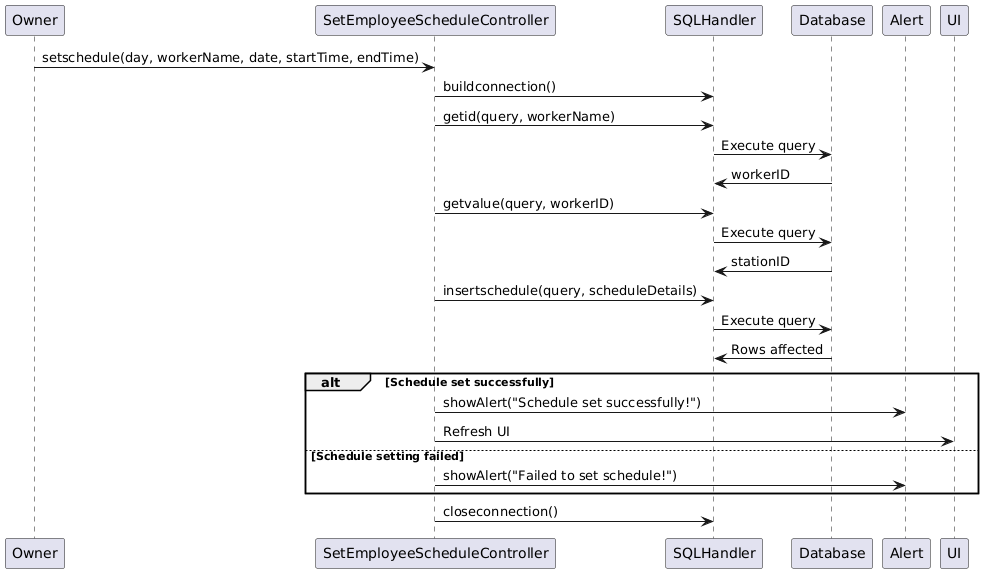 Owner SetEmployeeScheduleController SQLHandler Database Alert UI
setschedule(day, workerName, date, startTime, endTime)
buildconnection()
getid(query, workerName)
Execute query
workerID
getvalue(query, workerID)
Execute query
stationID
insertschedule(query, scheduleDetails)
Execute query
Rows affected
alt [Schedule set successfully]
showAlert("Schedule set successfully!")
Refresh UI
[Schedule setting failed]
showAlert("Failed to set schedule!")
closeconnection()
Owner SetEmployeeScheduleController SQLHandler Database Alert UI